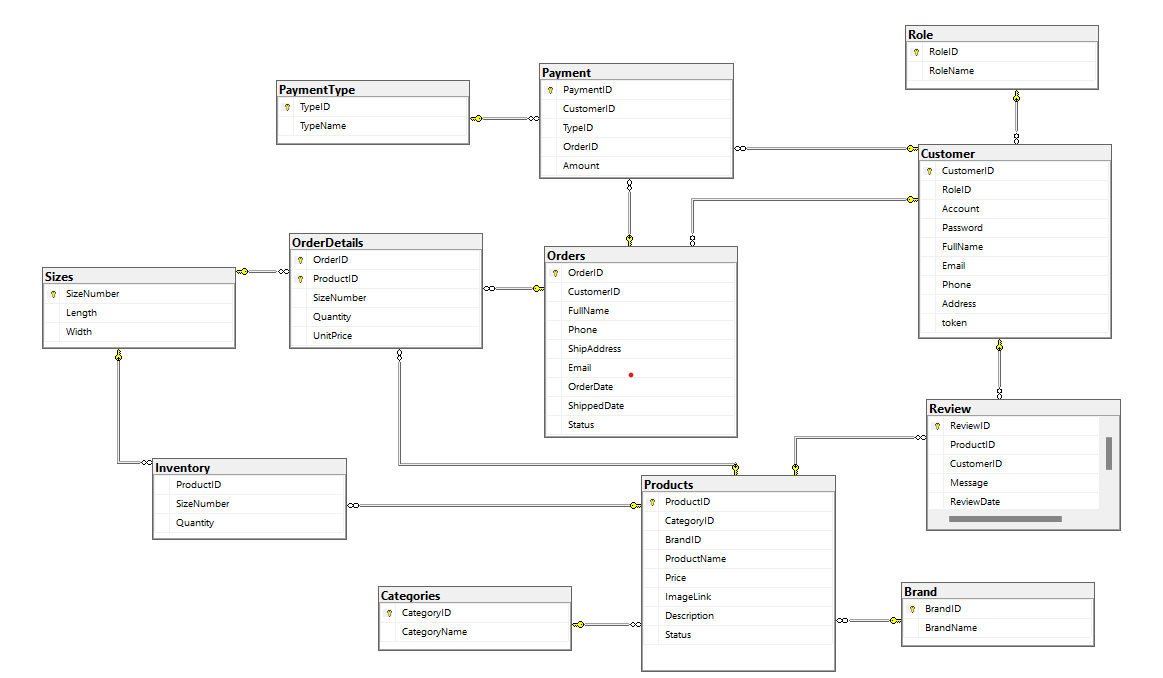 Role
RoleID
RoleName
Payment
PaymentID
CustomerID
TypeID
OrderID
Amount
PaymentType
TypeID
TypeName
Customer
CustomerID
RoleID
Account
Password
FullName
Email
Phone
Address
token
OrderDetails
OrderID
ProductID
SizeNumber
Quantity
UnitPrice
Orders
OrderID
CustomerID
FullName
Phone
ShipAddress
Email
OrderDate
ShippedDate
Status
Sizes
SizeNumber
Length
Width
Review
ReviewID
ProductID
CustomerID
Message
ReviewDate
Inventory
ProductID
SizeNumber
Quantity
Products
ProductID
CategoryID
BrandID
ProductName
Price
ImageLink
Description
Status
Categories
CategoryID
CategoryName
Brand
BrandID
BrandName